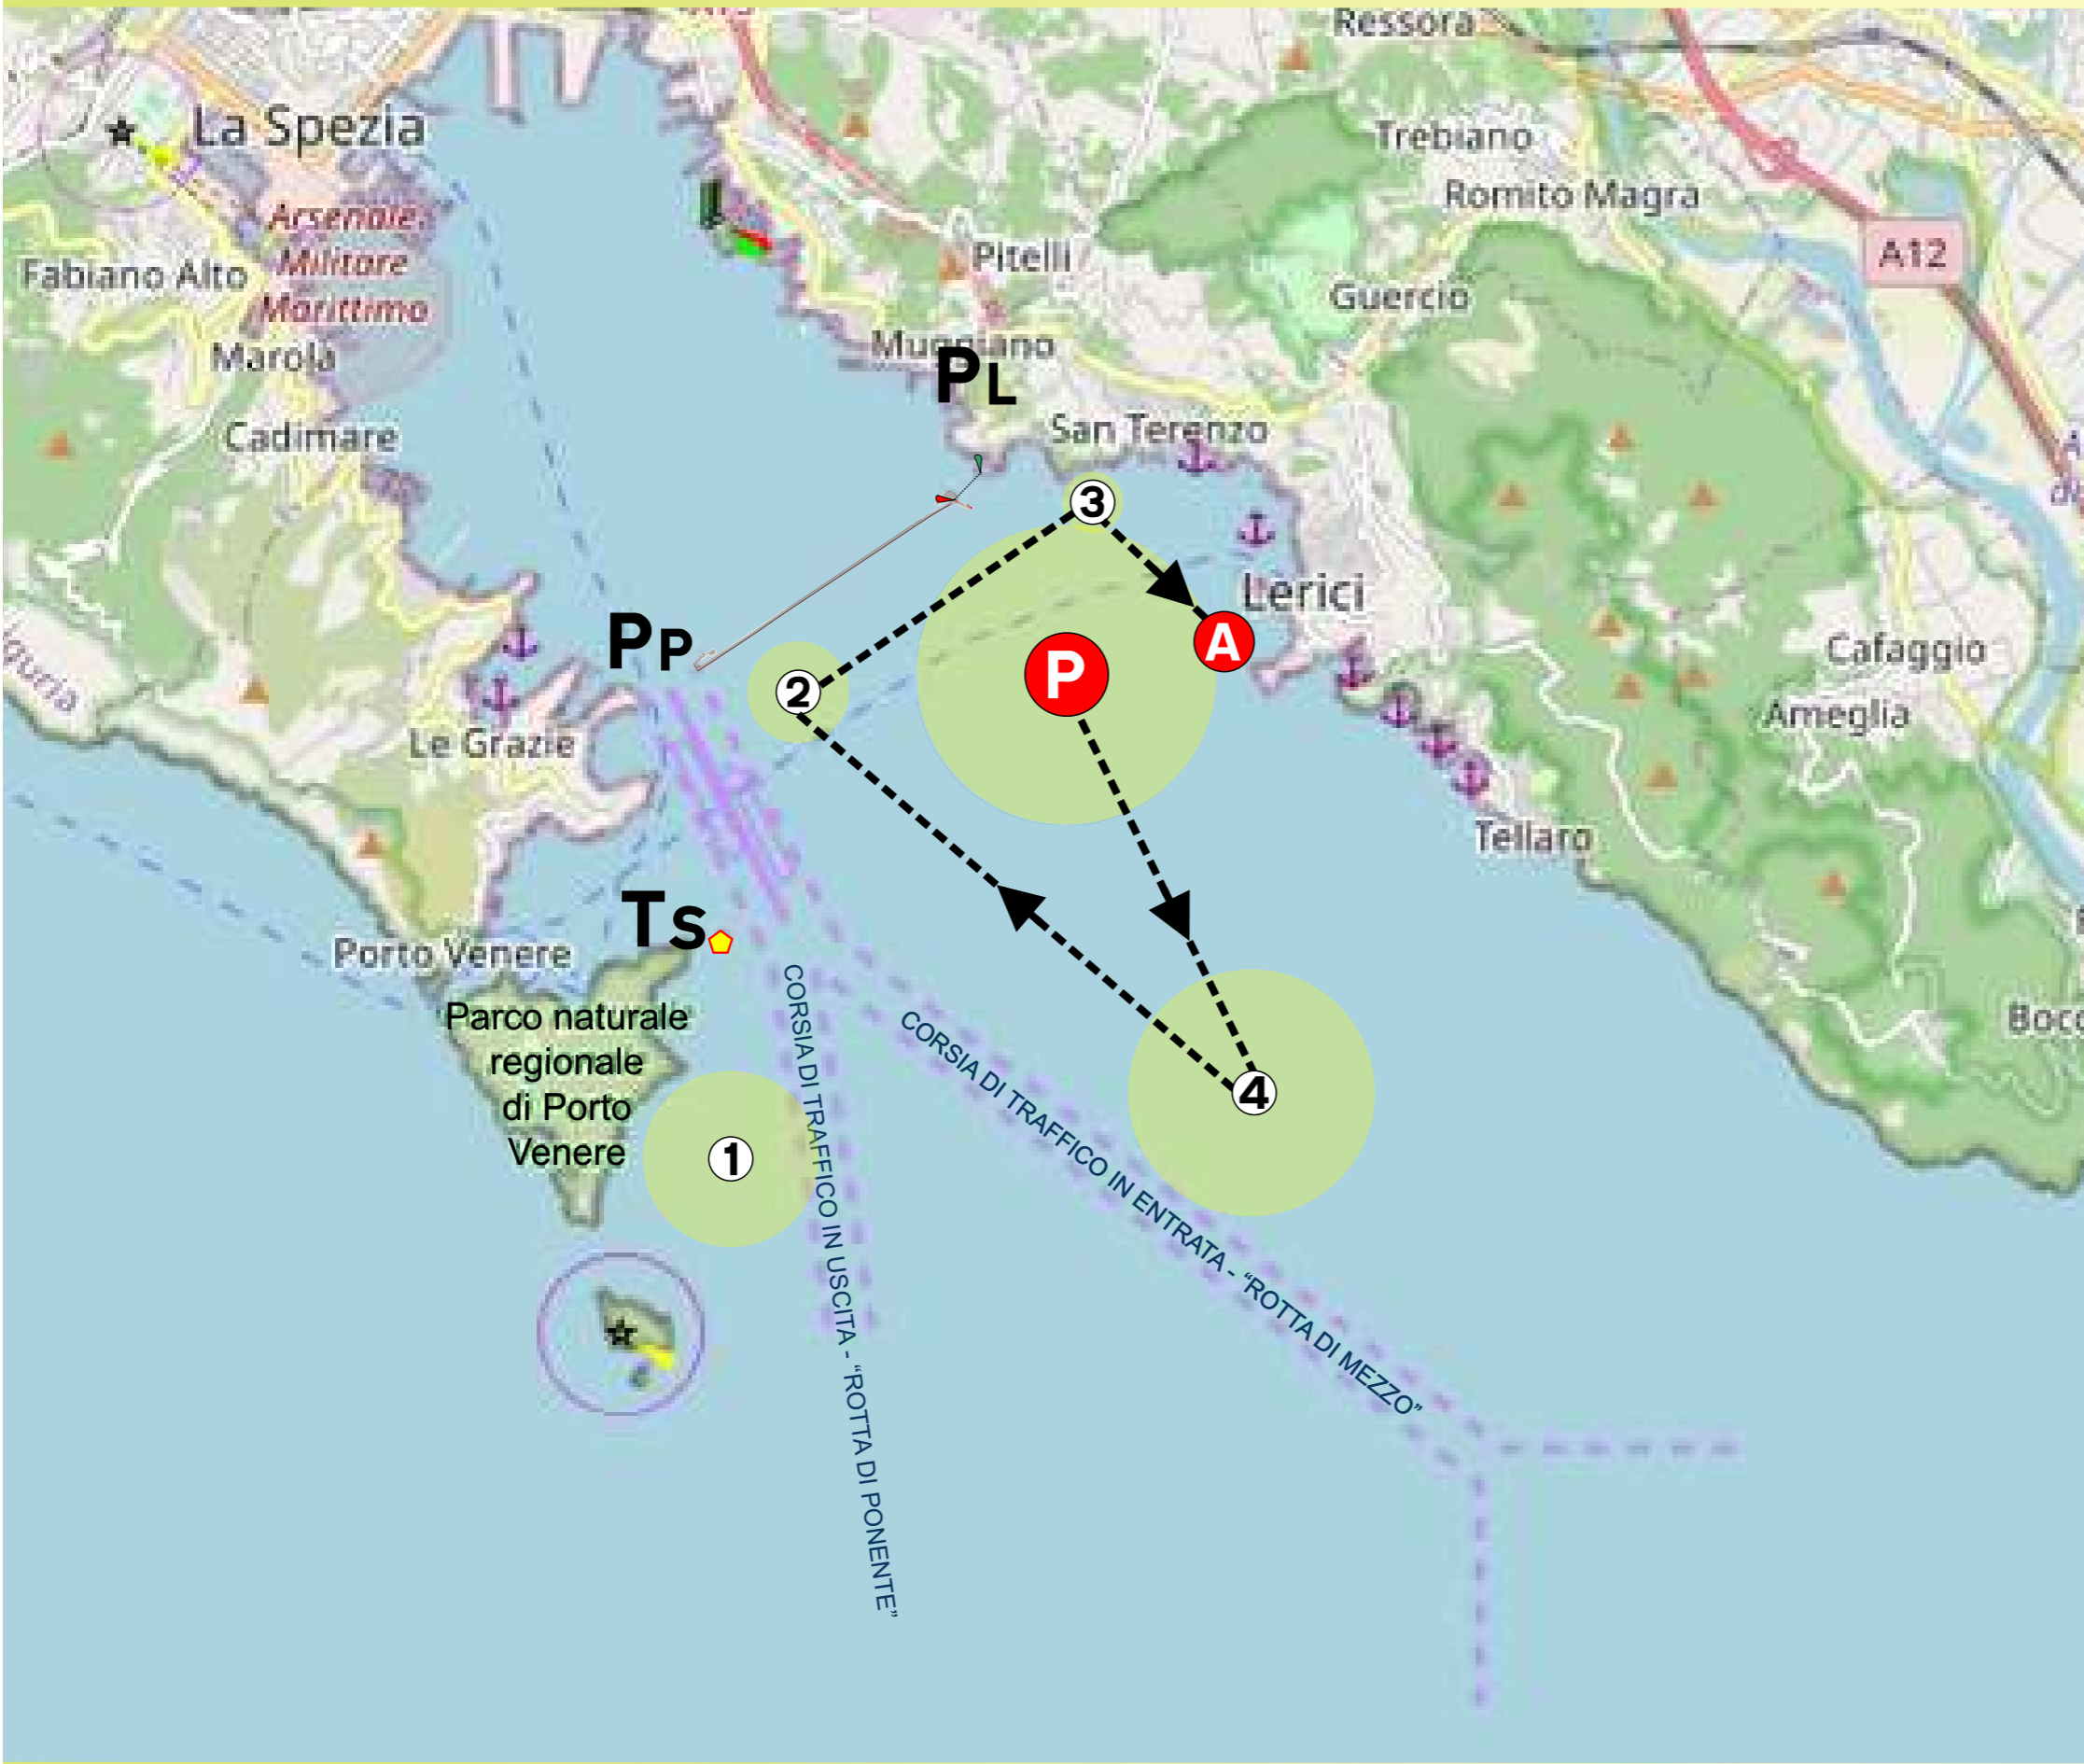 Ressora
La Spezia
Trebiano
Romito Magra
Arsenale
Militare
Marittimo
A12
Pitelli
Fabiano Alto
Guercio
Muggiano
Marola
PL
San Terenzo
Cadimare
3
Lerici
PP
A
P
2
Cafaggio
Ameglia
Le Grazie
Tellaro
Ts
Porto Venere
Parco naturale
regionale
di Porto
Venere
CORSIA DI TRAFFICO IN USCITA - “ROTTA DI PONENTE”
CORSIA DI TRAFFICO IN ENTRATA - “ROTTA DI MEZZO”
4
1